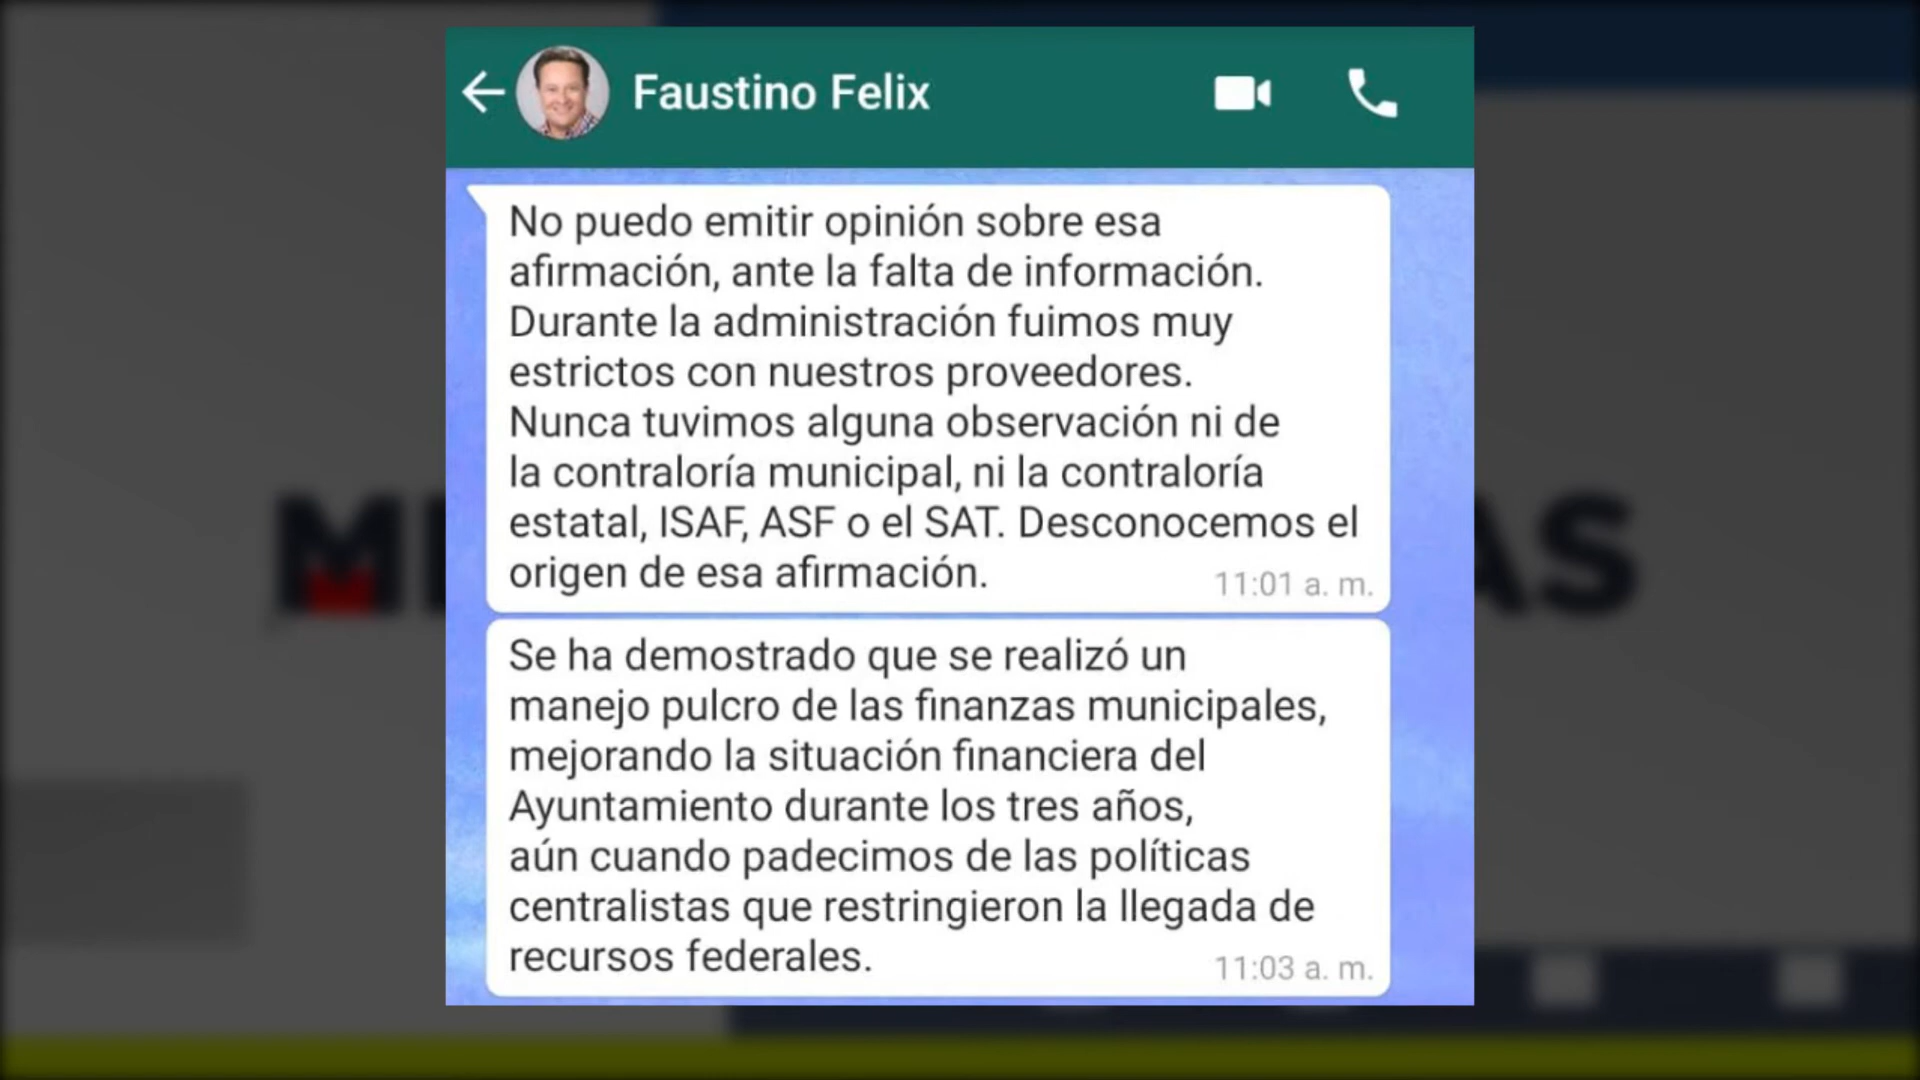 Faustino Felix
No puedo emitir opinión sobre esa
afirmación, ante la falta de información.
Durante la administración fuimos muy
estrictos con nuestros proveedores.
Nunca tuvimos alguna observación ni de
la contraloría municipal, ni la contraloría
estatal, ISAF, ASF o el SAT. Desconocemos el
origen de esa afirmación.
11:01 a. m.
Se ha demostrado que se realizó un
manejo pulcro de las finanzas municipales,
mejorando la situación financiera del
Ayuntamiento durante los tres años,
aún cuando padecimos de las políticas
centralistas que restringieron la llegada de
recursos federales.
11:03 a. m.